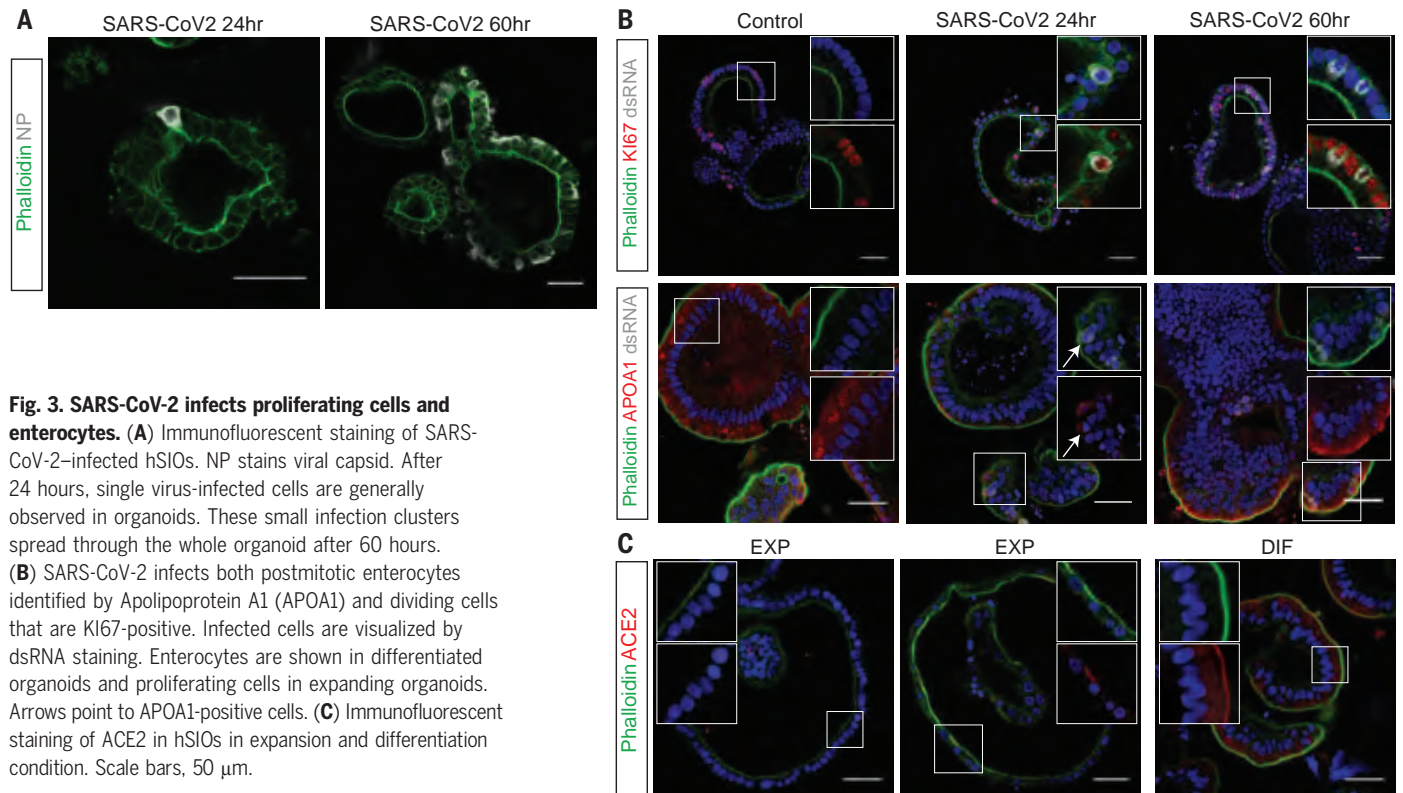 A
SARS-CoV2 24hr
SARS-CoV2 60hr
Phalloidin NP
Fig. 3. SARS-CoV-2 infects proliferating cells and
enterocytes. (A) Immunofluorescent staining of SARS-
CoV-2–infected hSIOs. NP stains viral capsid. After
24 hours, single virus-infected cells are generally
observed in organoids. These small infection clusters
spread through the whole organoid after 60 hours.
(B) SARS-CoV-2 infects both postmitotic enterocytes
identified by Apolipoprotein A1 (APOA1) and dividing cells
that are KI67-positive. Infected cells are visualized by
dsRNA staining. Enterocytes are shown in differentiated
organoids and proliferating cells in expanding organoids.
Arrows point to APOA1-positive cells. (C) Immunofluorescent
staining of ACE2 in hSIOs in expansion and differentiation
condition. Scale bars, 50 μm.
B
Control
SARS-CoV2 24hr
SARS-CoV2 60hr
Phalloidin KI67 dsRNA
Phalloidin APOA1 dsRNA
C
EXP
EXP
DIF
Phalloidin ACE2